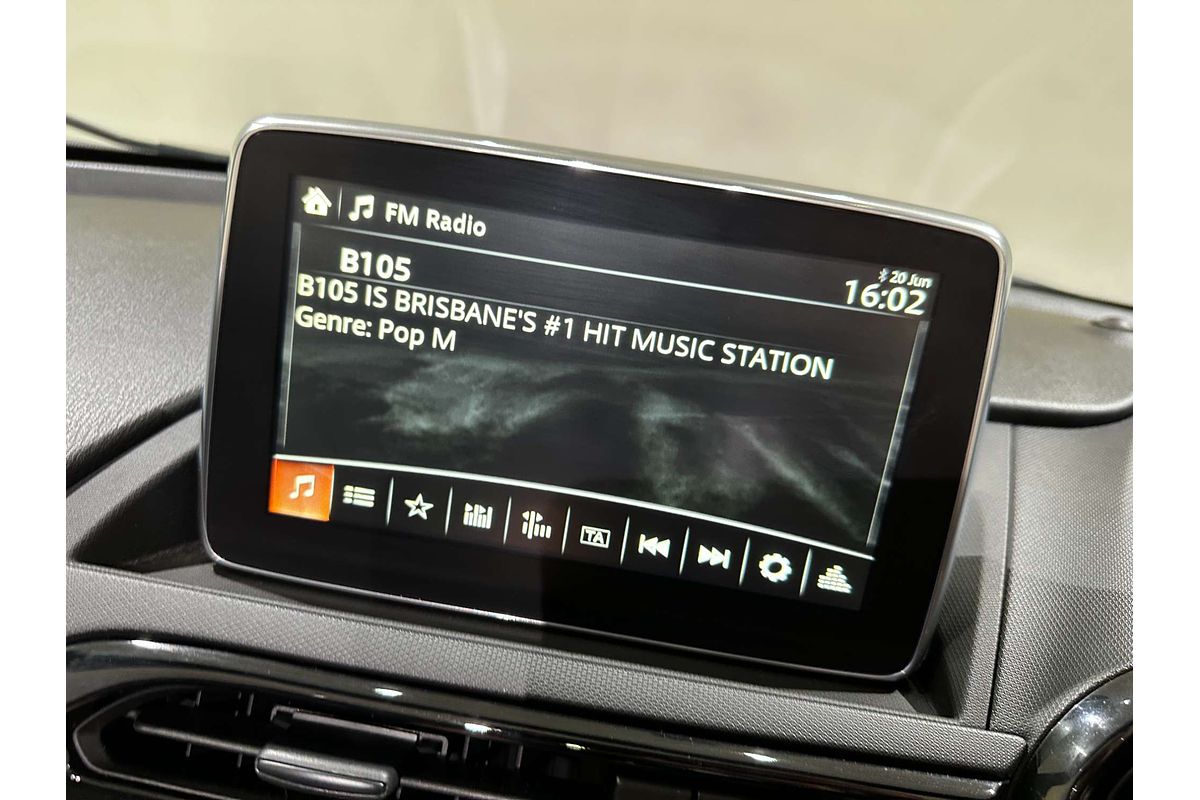 FM Radio
20 Jun
B105
16:02
B105 IS BRISBANE'S #1 HIT MUSIC STATION
Genre: Pop M
TA